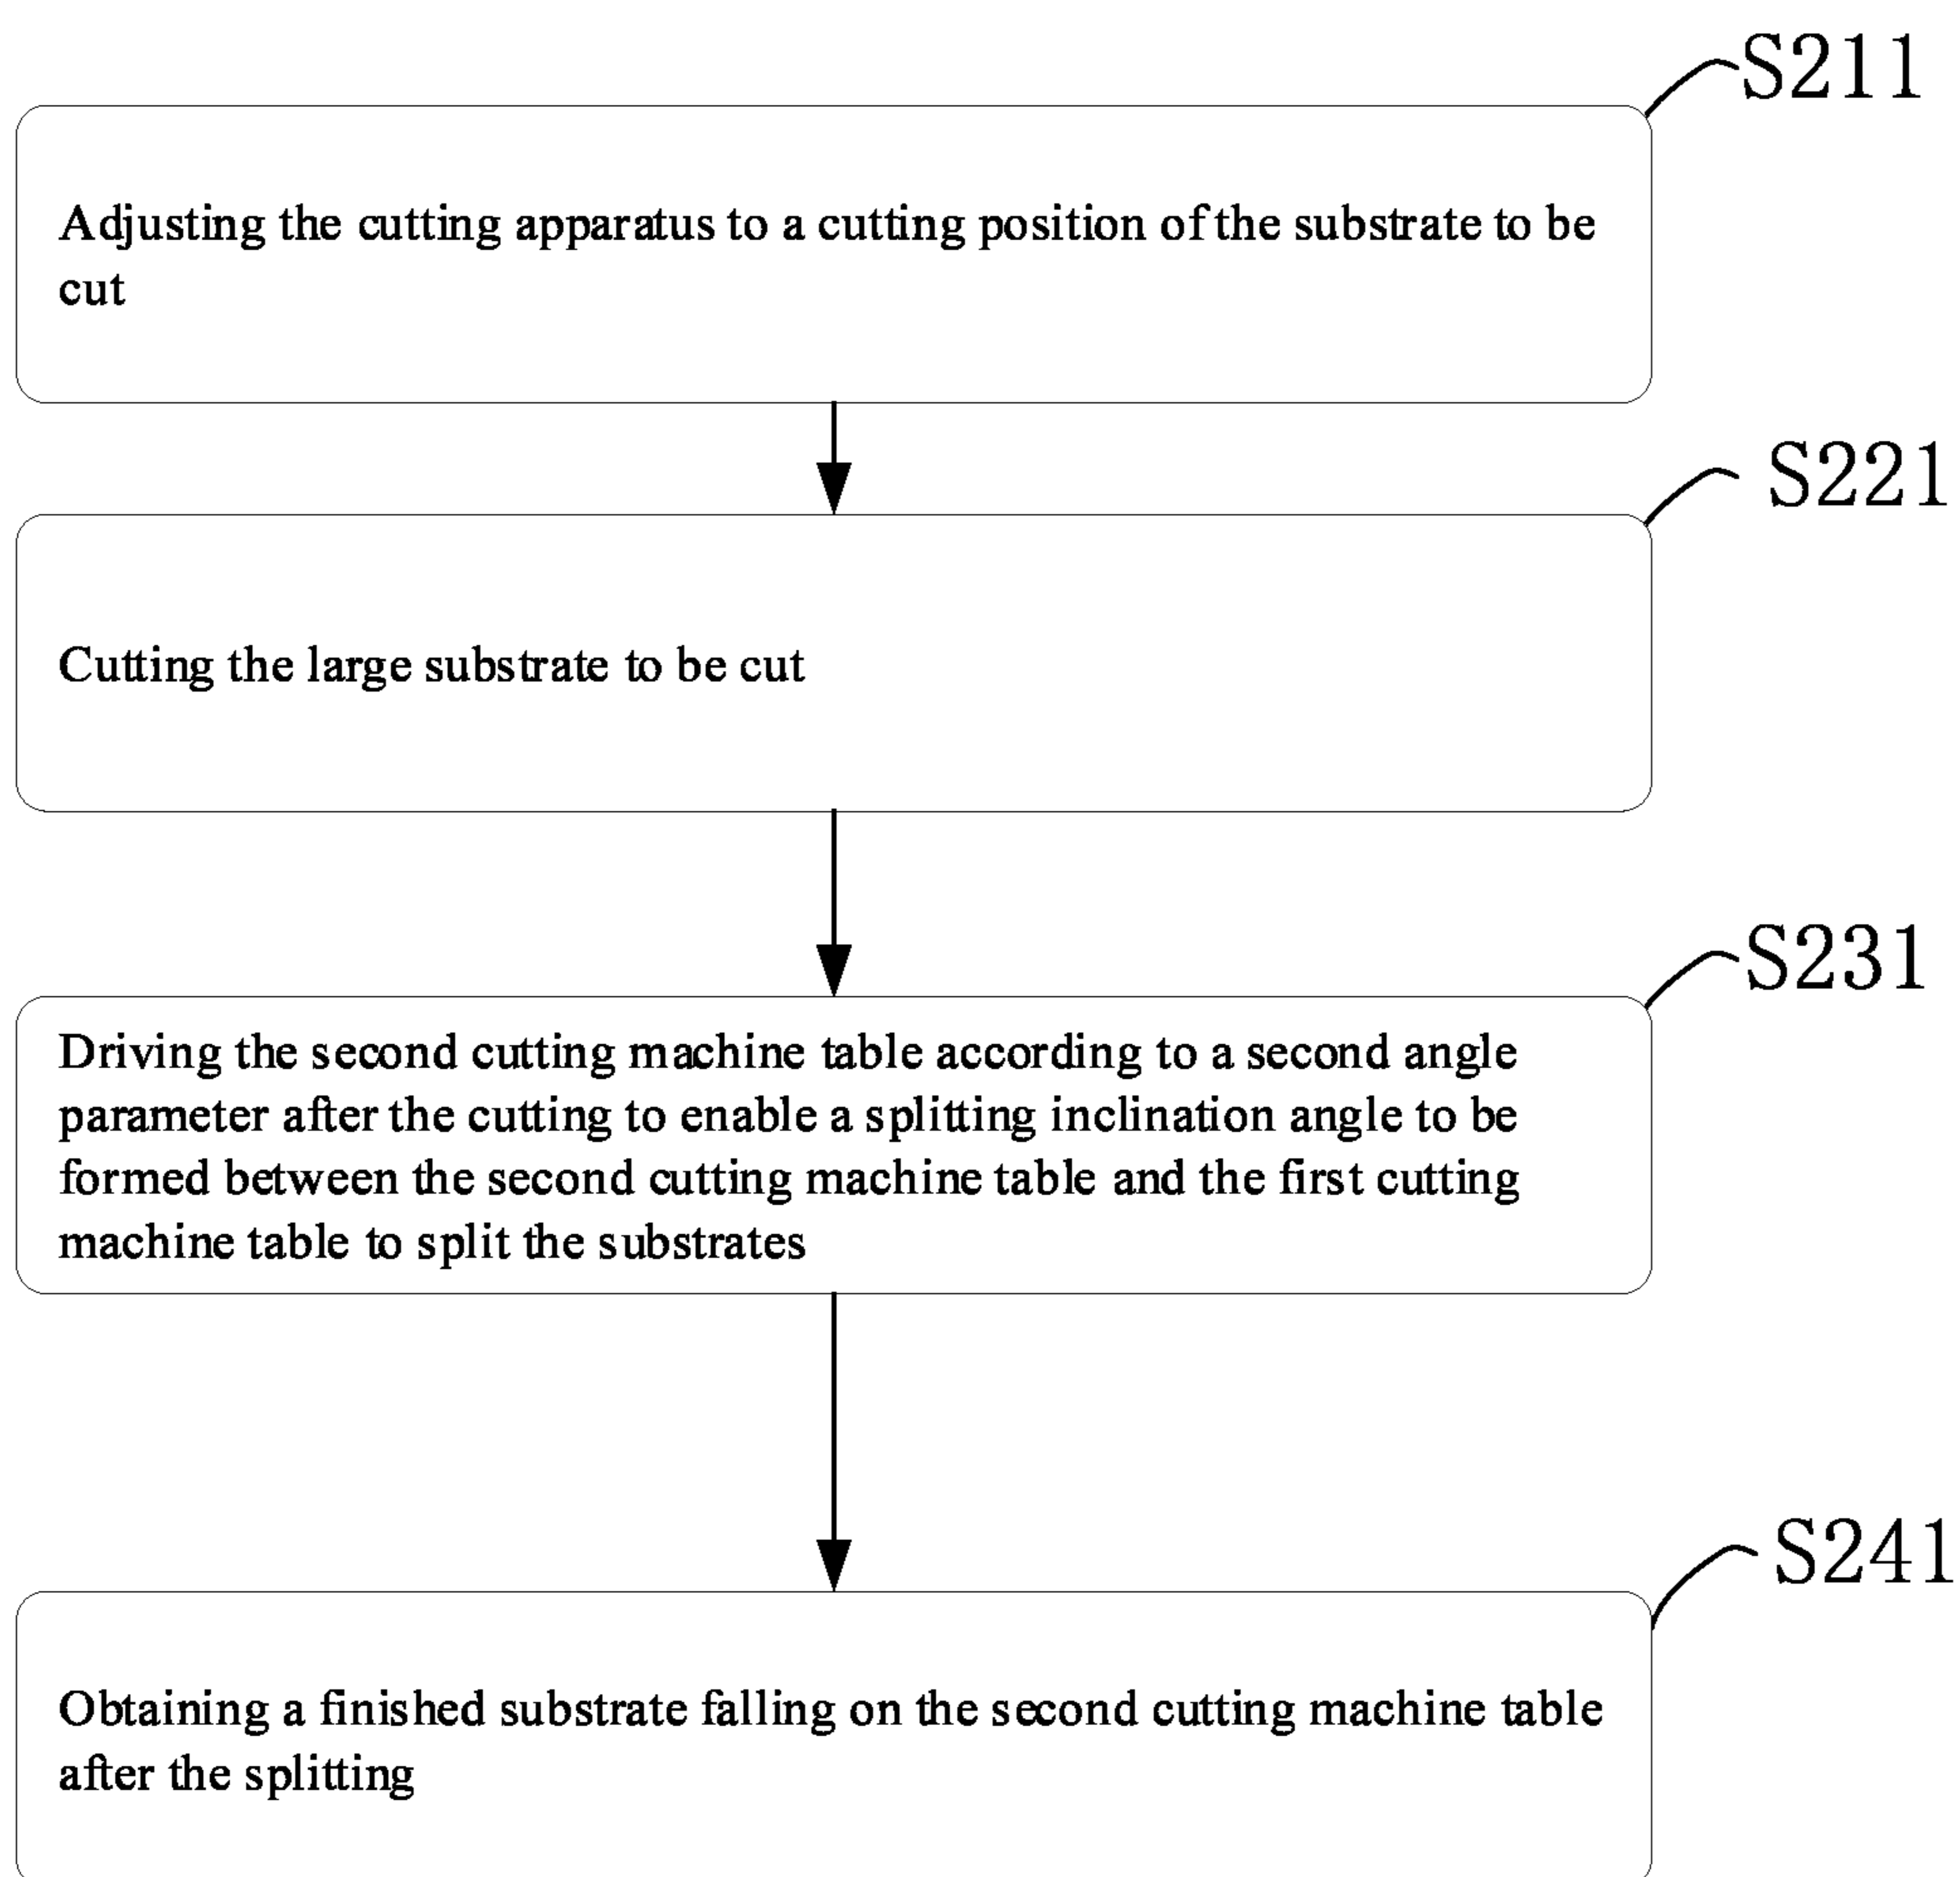 S211
Adjusting the cutting apparatus to a cutting position of the substrate to be
cut
S221
Cutting the large substrate to be cut
S231
Driving the second cutting machine table according to a second angle
parameter after the cutting to enable a splitting inclination angle to be
formed between the second cutting machine table and the first cutting
machine table to split the substrates
S241
Obtaining a finished substrate falling on the second cutting machine table
after the splitting